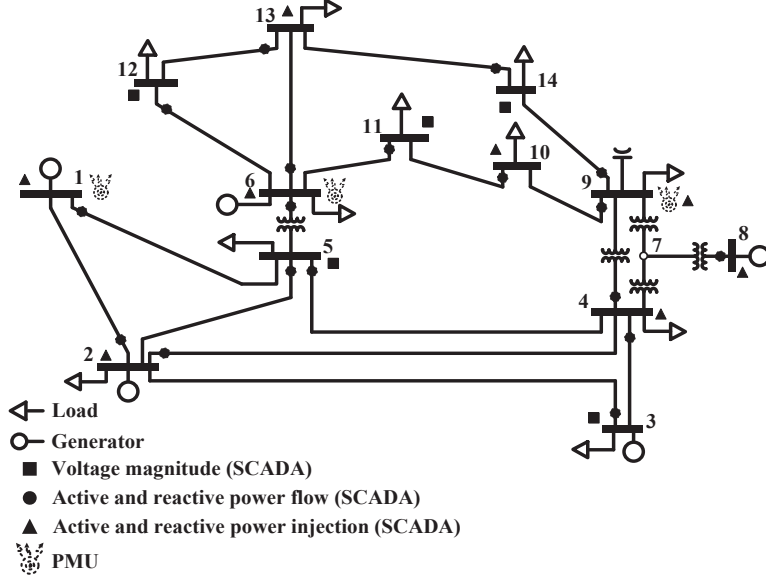 13
12
14
11
10
1
6
9
5
7
8
4
2
3
Load
Generator
Voltage magnitude (SCADA)
Active and reactive power flow (SCADA)
Active and reactive power injection (SCADA)
PMU